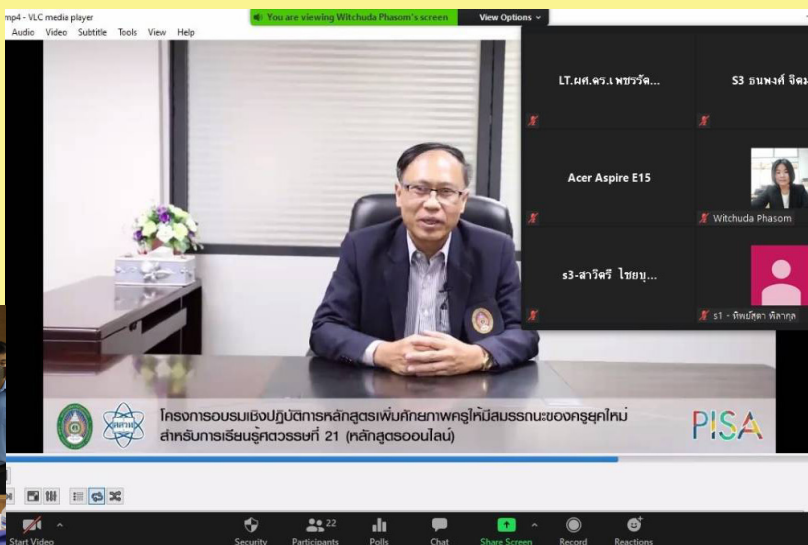 mp4 - VLC media player
You are viewing Witchuda Phasom's screen
View Options
Audio Video Subtitle Tools View Help
LT.ผศ.ดร.เพชรรัต...
S3 ธนพงศ์
Acer Aspire E15
Witchuda Phasom
s3-สาวิตรี ไชยบุ...
s1 - ทิพย์สุดา พิลากุล
โครงการอบรมเชิงปฏิบัติการหลักสูตรเพิ่มศักยภาพครูให้มีสมรรถนะของครูยุคใหม่
สำหรับการเรียนรู้ศตวรรษที่ 21 (หลักสูตรออนไลน์)
สสวท
PISA
Start Video
Security
Participants
22
Polls
Chat
Share Screen
Record
Reactions